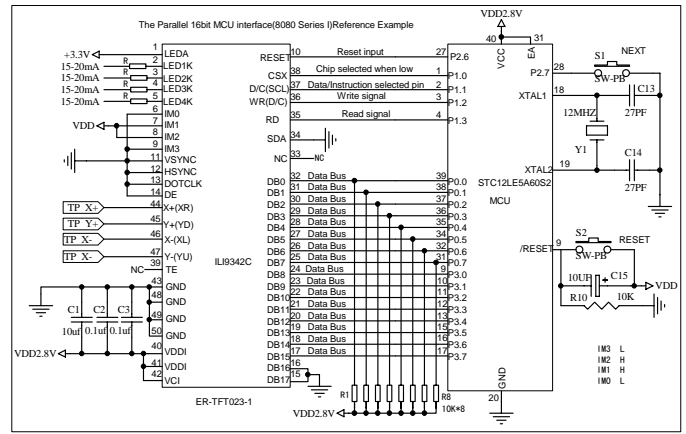 The Parallel 16bit MCU interface(8080 Series I)Reference Example
VDD2.8V
+3.3V
15-20mA
15-20mA
15-20mA
15-20mA
R
R
R
R
1
2
3
4
5
6
7
8
9
11
12
13
14
44
45
46
47
39
43
48
49
50
40
41
42
LEDA
LED1K
LED2K
LED3K
LED4K
IM0
IM1
IM2
IM3
VSYNC
HSYNC
DOTCLK
DE
X+(XR)
Y+(YD)
X-(XL)
Y-(YU)
TE
GND
GND
GND
GND
VDDI
VDDI
VCI
VDD
TP X+
TP Y+
TP X-
TP X-
NC
C1
C2
C3
10uf
0.1uf
0.1uf
VDD2.8V
ILI9342C
ER-TFT023-1
RESET
CSX
D/C(SCL)
WR(D/C)
RD
SDA
NC
DB0
DB1
DB2
DB3
DB4
DB5
DB6
DB7
DB8
DB9
DB10
DB11
DB12
DB13
DB14
DB15
DB16
DB17
10 Reset input 27
38 Chip selected when low 1
37 Data/Instruction selected pin 2
36 Write signal 3
35 Read signal 4
34
33 NC
32 Data Bus 39
31 Data Bus 38
30 Data Bus 37
29 Data Bus 36
28 Data Bus 35
27 Data Bus 34
26 Data Bus 32
25 Data Bus 31
24 Data Bus 9
23 Data Bus 10
22 Data Bus 11
21 Data Bus 12
20 Data Bus 13
19 Data Bus 15
18 Data Bus 16
17 Data Bus 17
16
15
R1
R8
10K*8
VDD2.8V
P2.6
P1.0
P1.1
P1.2
P1.3
P0.0
P0.1
P0.2
P0.3
P0.4
P0.5
P0.6
P0.7
P3.0
P3.1
P3.2
P3.3
P3.4
P3.5
P3.6
P3.7
40
31
VCC
EA
STC12LE5A60S2
MCU
GND
20
P2.7
XTAL1
XTAL2
/RESET
28
18
19
9
S1
NEXT
SW-PB
C13
27PF
12MHZ
Y1
C14
27PF
S2
RESET
SW-PB
10UF
C15
VDD
R10
10K
IM3 L
IM2 H
IM1 H
IM0 L